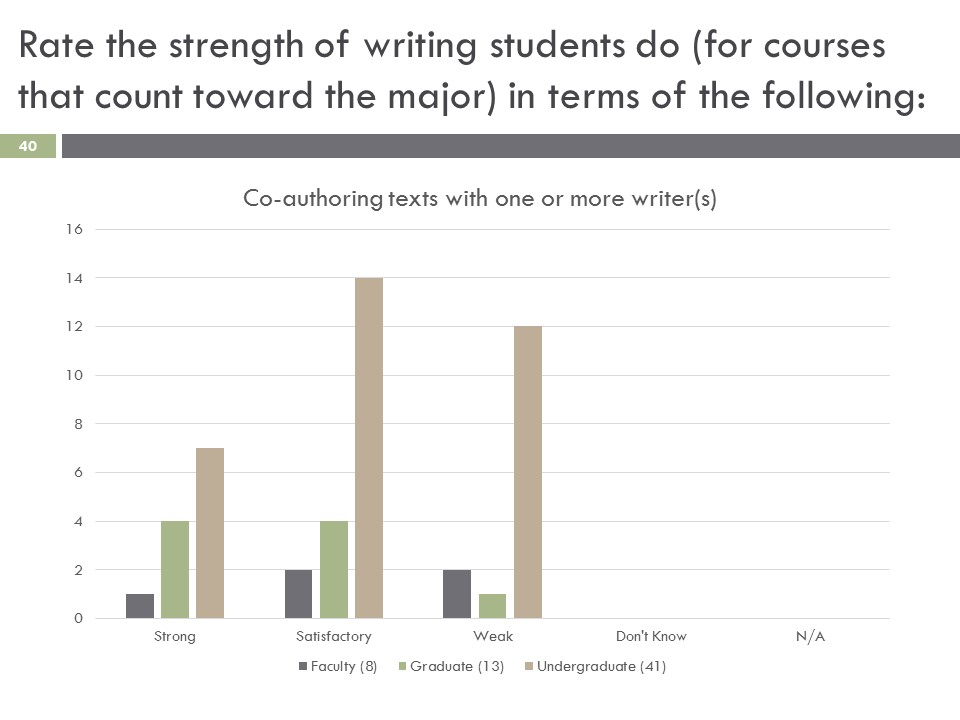 Rate the strength of writing students do (for courses
that count toward the major) in terms of the following:
40
Co-authoring texts with one or more writer(s)
16
14
12
10
8
6
4
2
0
Strong Satisfactory Weak Don't Know N/A
Faculty (8) Graduate (13) Undergraduate (41)